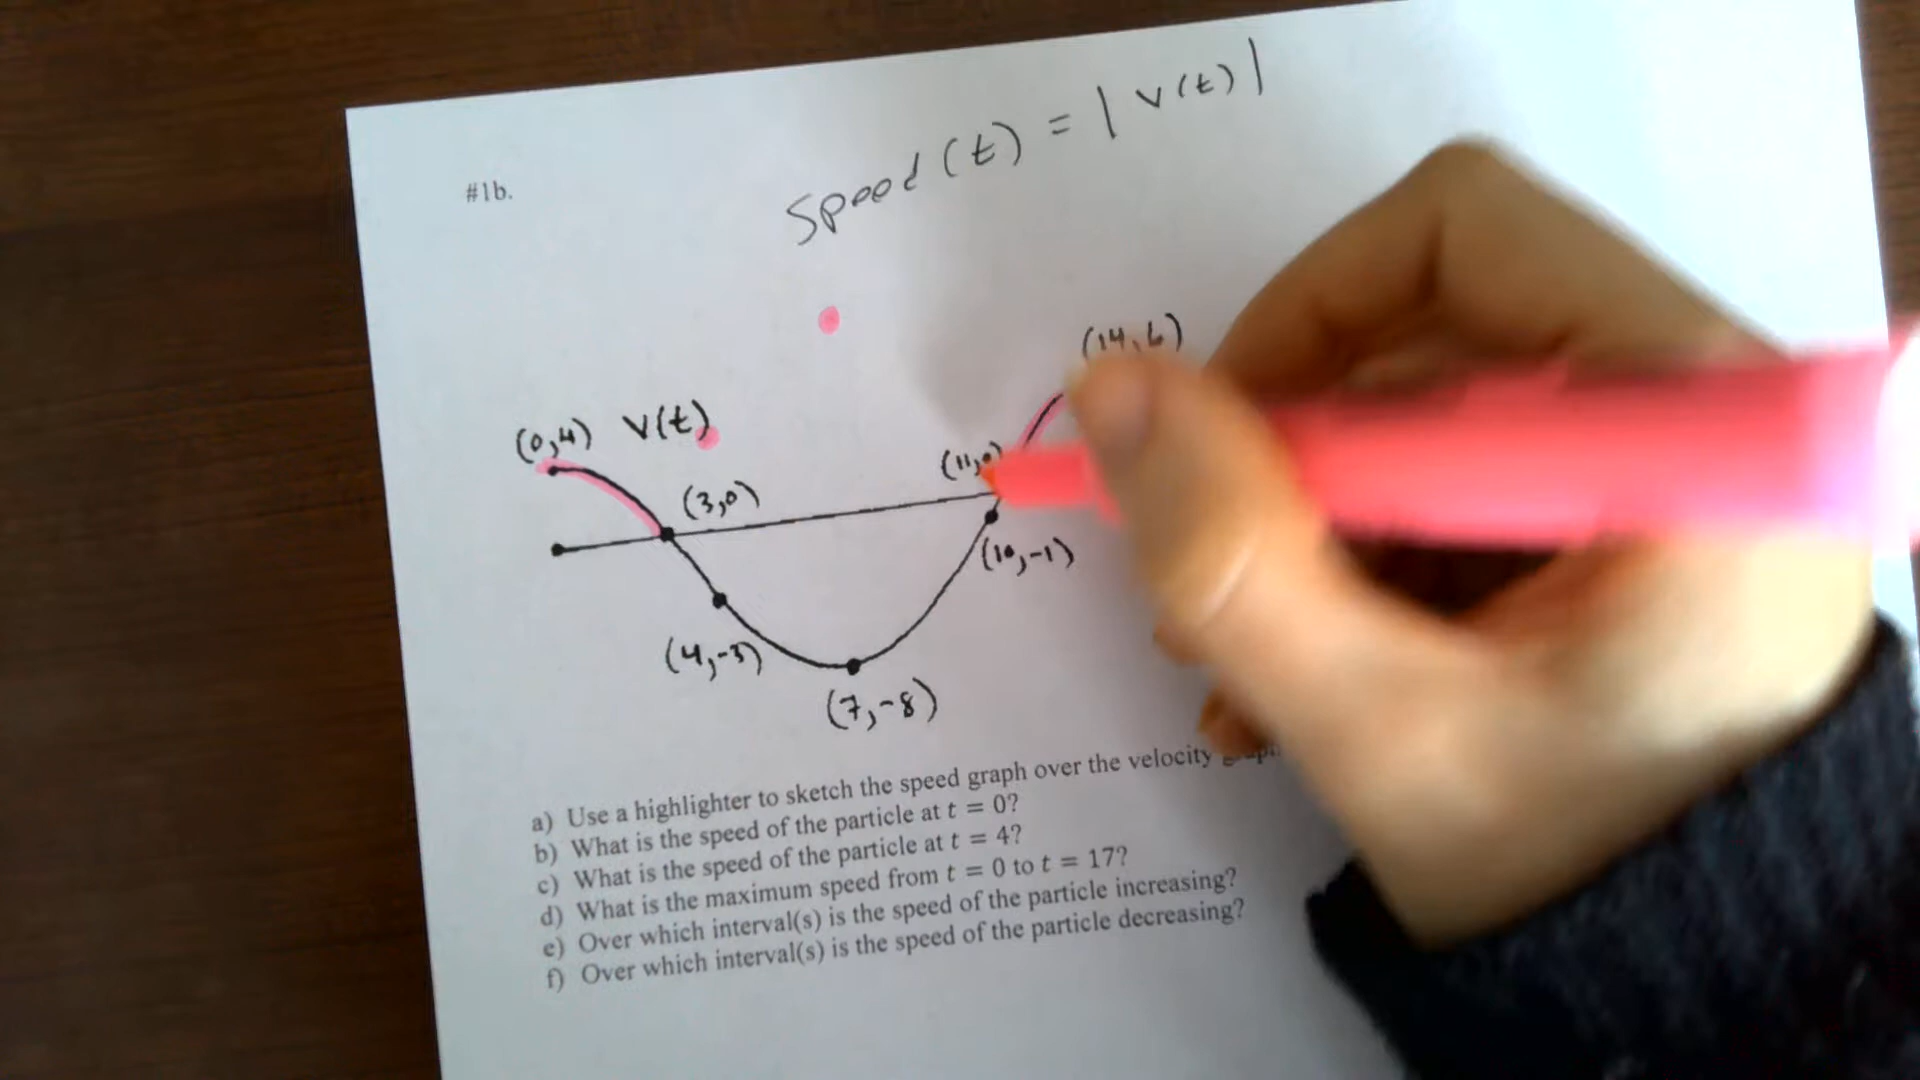 Speed (t) = | v(t) |
#1b.
(14,6)
(0,4) v(t)
(11,0)
(3,0)
(10,-1)
(4,-3)
(7,-8)
a) Use a highlighter to sketch the speed graph over the velocity
b) What is the speed of the particle at t = 0?
c) What is the speed of the particle at t = 4?
d) What is the maximum speed from t = 0 to t = 17?
e) Over which interval(s) is the speed of the particle increasing?
f) Over which interval(s) is the speed of the particle decreasing?